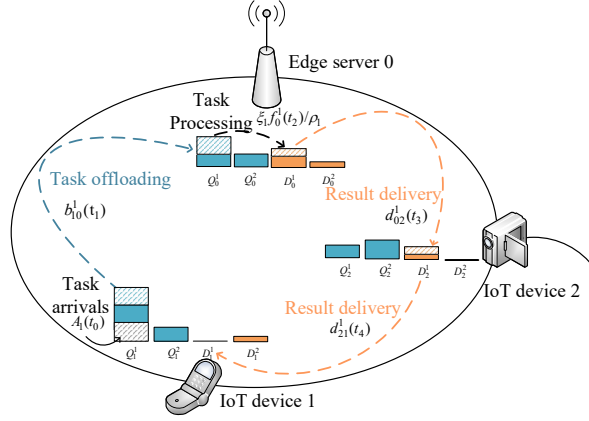 Edge server 0
Task
Processing
ξ₁f₀¹(t₂)/ρ₁
Q₀¹ Q₀² D₀¹ D₀²
Task offloading
b₁₀¹(t₁)
Result delivery
d₀₂¹(t₃)
Q₂¹ Q₂² D₂¹ D₂²
IoT device 2
Task
arrivals
A₁(t₀)
Result delivery
d₂₁¹(t₄)
Q₁¹ Q₁² D₁¹ D₁²
IoT device 1